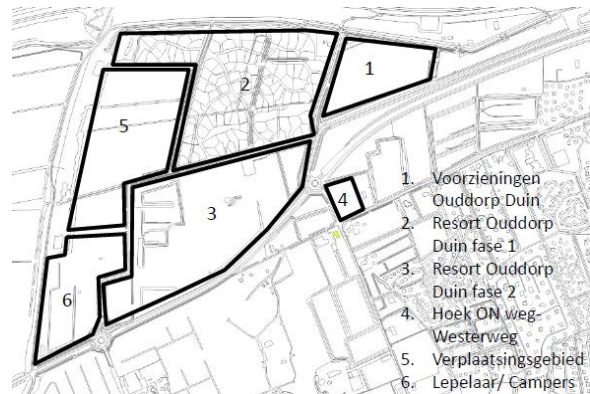 1
2
5
4
3
6
1. Voorzieningen
Ouddorp Duin
2. Resort Ouddorp
Duin fase 1
3. Resort Ouddorp
Duin fase 2
4. Hoek ON weg-
Westerweg
5. Verplaatsingsgebied
6. Lepelaar/ Campers